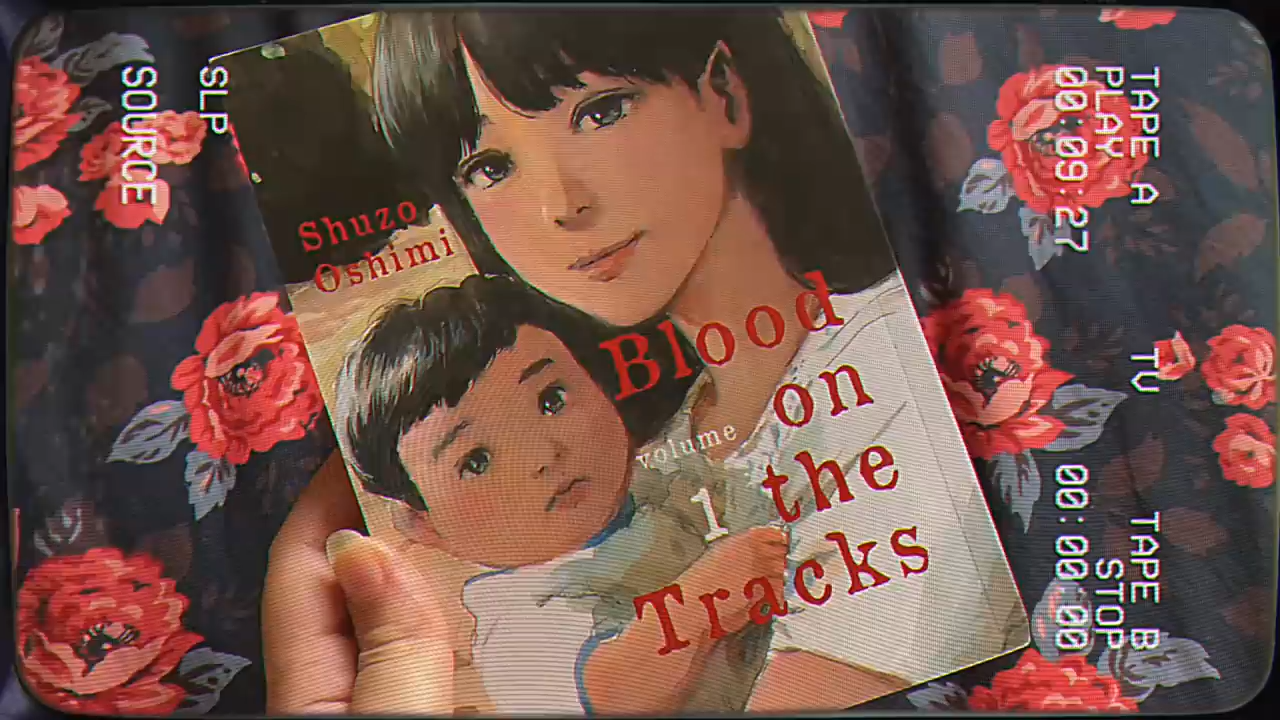 SLP
SOURCE
Shuzo
Oshimi
Blood
on
the
Tracks
volume
1
TAPE A
PLAY
00:09:27
TV
TAPE B
STOP
00:00:00